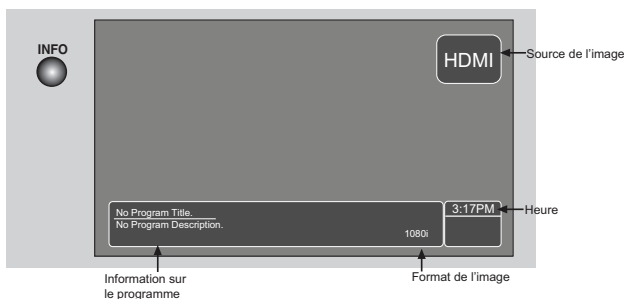 INFO
HDMI
Source de l'image
No Program Title.
No Program Description.
1080i
3:17PM
Heure
Information sur
le programme
Format de l'image